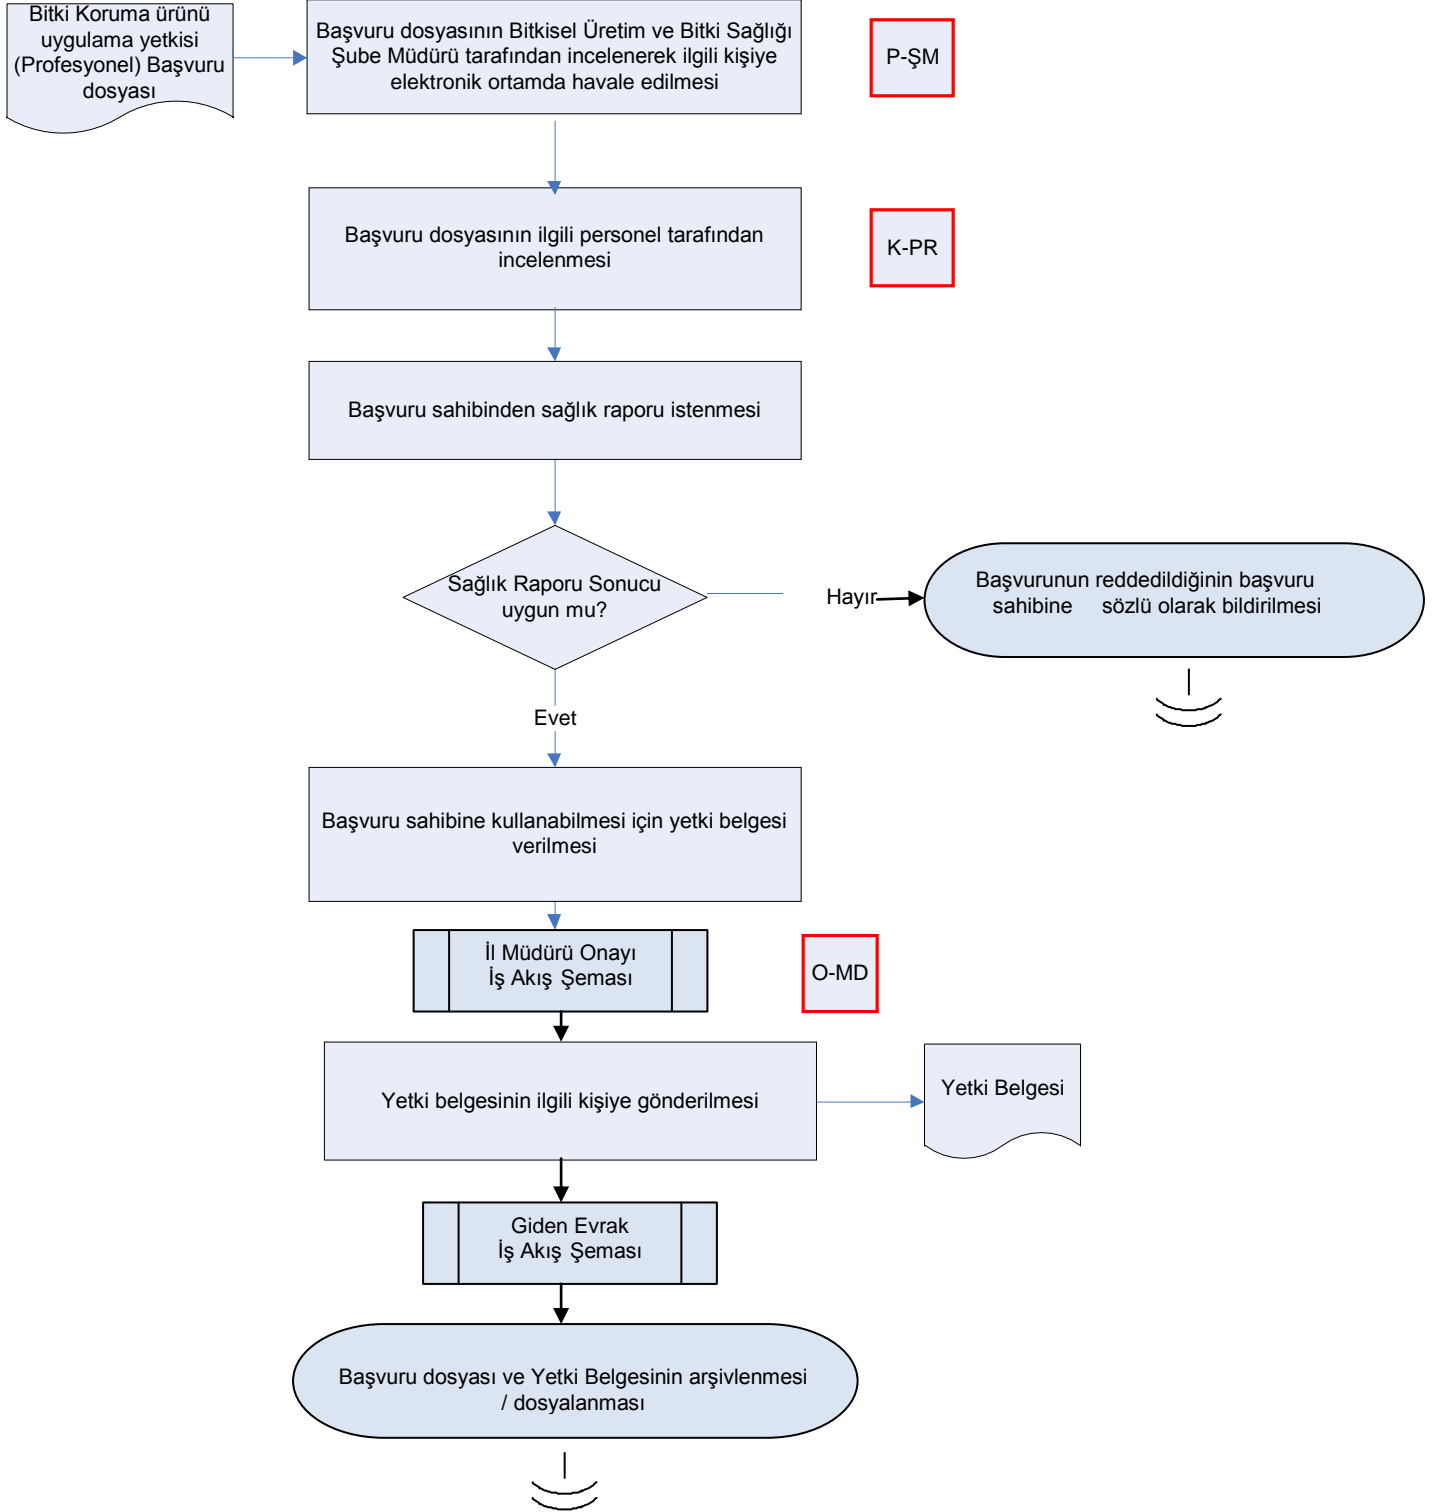 Bitki Koruma ürünü
uygulama yetkisi
(Profesyonel) Başvuru
dosyası
Başvuru dosyasının Bitkisel Üretim ve Bitki Sağlığı
Şube Müdürü tarafından incelenerek ilgili kişiye
elektronik ortamda havale edilmesi
P-ŞM
Başvuru dosyasının ilgili personel tarafından
incelenmesi
K-PR
Başvuru sahibinden sağlık raporu istenmesi
Sağlık Raporu Sonucu
uygun mu?
Hayır
Başvurunun reddedildiğinin başvuru
sahibine sözlü olarak bildirilmesi
Evet
Başvuru sahibine kullanabilmesi için yetki belgesi
verilmesi
İl Müdürü Onayı
İş Akış Şeması
O-MD
Yetki belgesinin ilgili kişiye gönderilmesi
Yetki Belgesi
Giden Evrak
İş Akış Şeması
Başvuru dosyası ve Yetki Belgesinin arşivlenmesi
/ dosyalanması